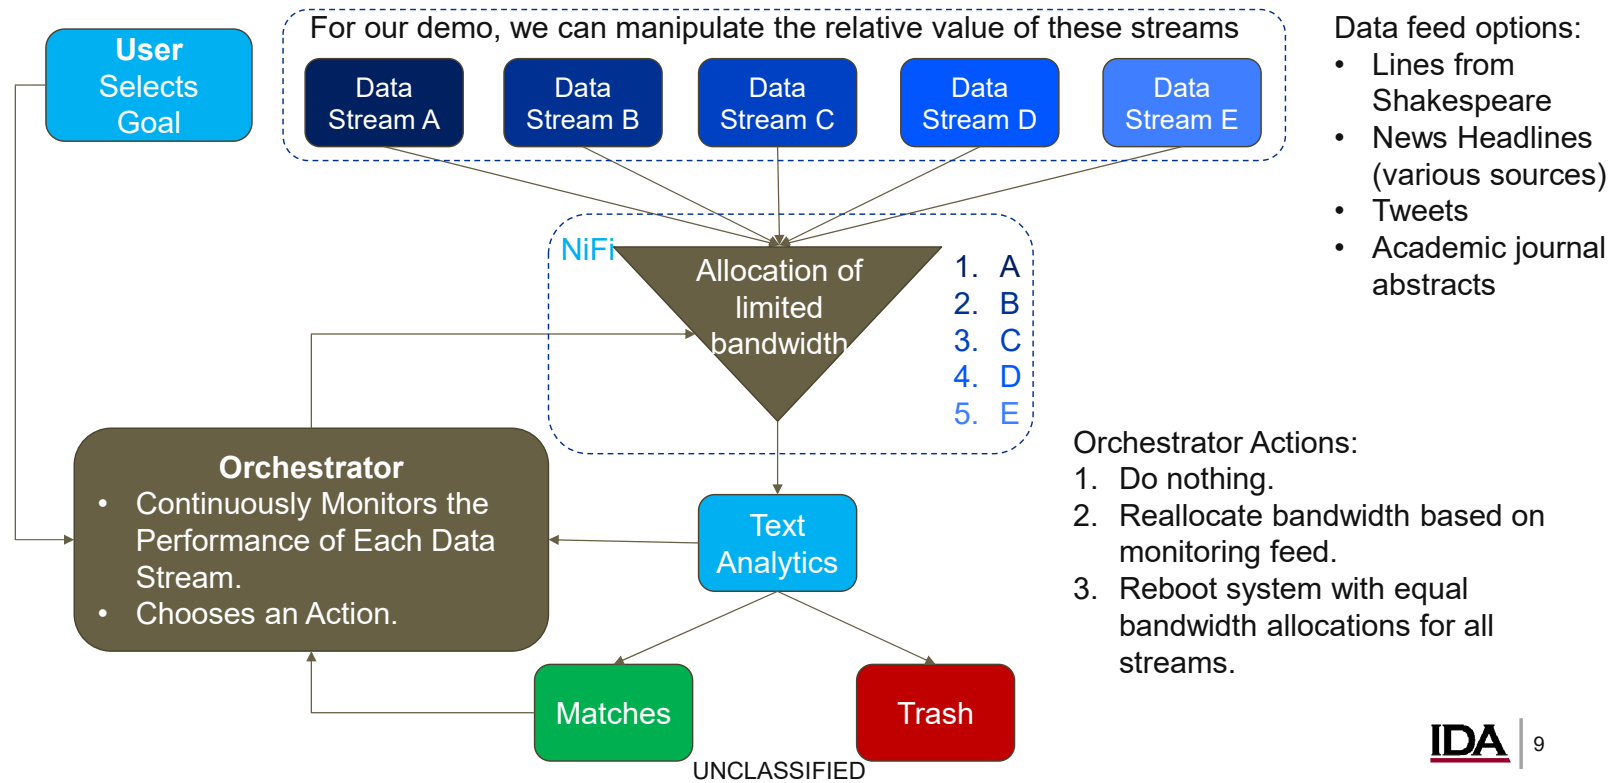 For our demo, we can manipulate the relative value of these streams
User
Selects
Goal
Data
Stream A
Data
Stream B
Data
Stream C
Data
Stream D
Data
Stream E
Data feed options:
• Lines from
Shakespeare
• News Headlines
(various sources)
• Tweets
• Academic journal
abstracts
NiFi
Allocation of
limited
bandwidth
1. A
2. B
3. C
4. D
5. E
Orchestrator
• Continuously Monitors the
Performance of Each Data
Stream.
• Chooses an Action.
Text
Analytics
Orchestrator Actions:
1. Do nothing.
2. Reallocate bandwidth based on
monitoring feed.
3. Reboot system with equal
bandwidth allocations for all
streams.
Matches
Trash
UNCLASSIFIED
IDA
9